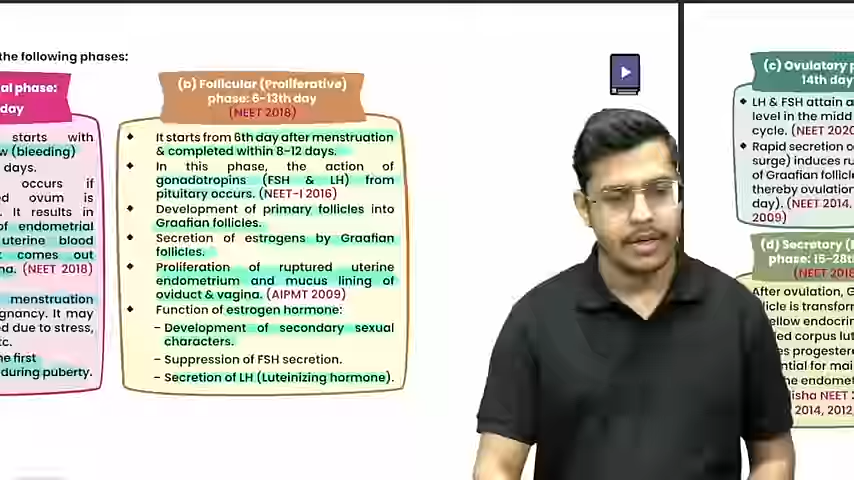 the following phases:
al phase:
day
starts with
w (bleeding)
days.
occurs if
ed ovum is
. It results in
of endometrial
uterine blood
comes out
na. (NEET 2018)
menstruation
gnancy. It may
ed due to stress,
tc.
he first
during puberty.
(b) Follicular (Proliferative)
phase: 6-13th day
(NEET 2018)
It starts from 6th day after menstruation
& completed within 8-12 days.
In this phase, the action of
gonadotropins (FSH & LH) from
pituitary occurs. (NEET-I 2016)
Development of primary follicles into
Graafian follicles.
Secretion of estrogens by Graafian
follicles.
Proliferation of ruptured uterine
endometrium and mucus lining of
oviduct & vagina. (AIPMT 2009)
Function of estrogen hormone:
– Development of secondary sexual
characters.
– Suppression of FSH secretion.
– Secretion of LH (Luteinizing hormone).
(c) Ovulatory p
14th day
LH & FSH attain a
level in the midd
cycle. (NEET 2020
Rapid secretion o
surge) induces ru
of Graafian follicle
thereby ovulation
day). (NEET 2014,
2009)
(d) Secretory (
phase: 15-28t
(NEET 2018
After ovulation, G
licle is transform
ellow endocrin
ed corpus lut
es progestere
ntial for mai
he endomet
isha NEET 2
2014, 2012,